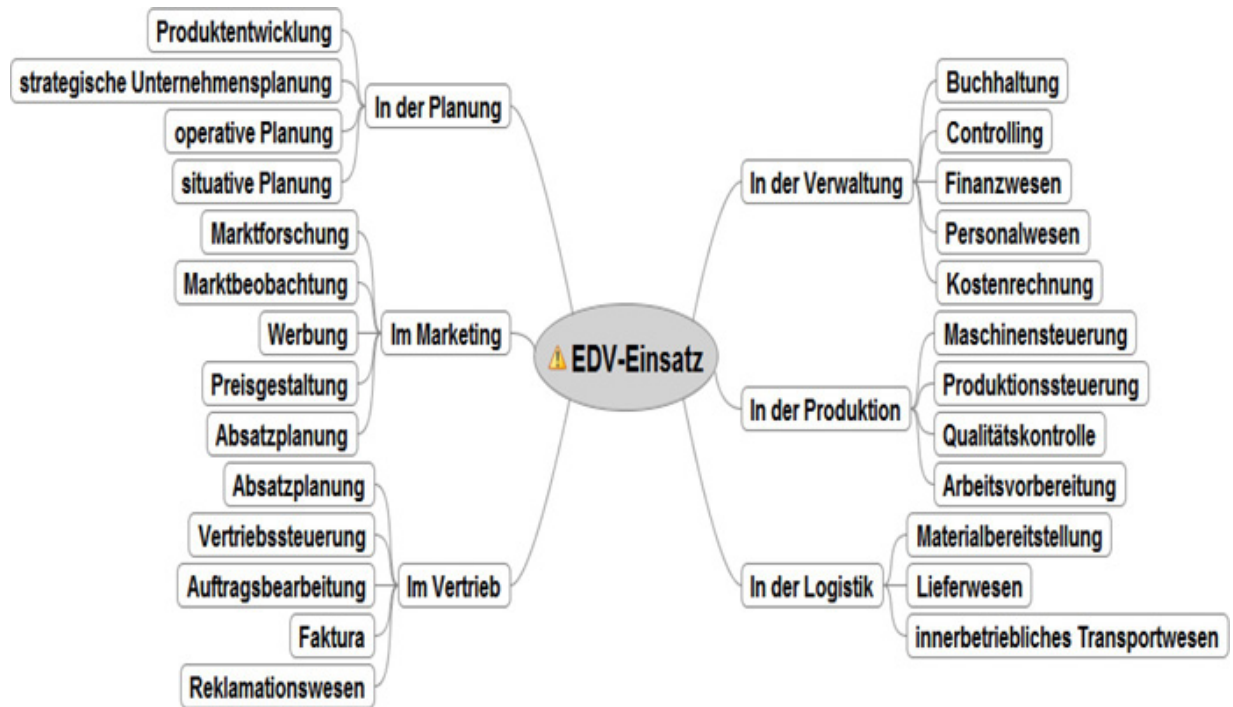 Produktentwicklung
strategische Unternehmensplanung
operative Planung
situative Planung
In der Planung
Marktforschung
Marktbeobachtung
Werbung
Preisgestaltung
Absatzplanung
Im Marketing
Absatzplanung
Vertriebssteuerung
Auftragsbearbeitung
Faktura
Reklamationswesen
Im Vertrieb
EDV-Einsatz
In der Verwaltung
Buchhaltung
Controlling
Finanzwesen
Personalwesen
Kostenrechnung
In der Produktion
Maschinensteuerung
Produktionssteuerung
Qualitätskontrolle
Arbeitsvorbereitung
In der Logistik
Materialbereitstellung
Lieferwesen
innerbetriebliches Transportwesen